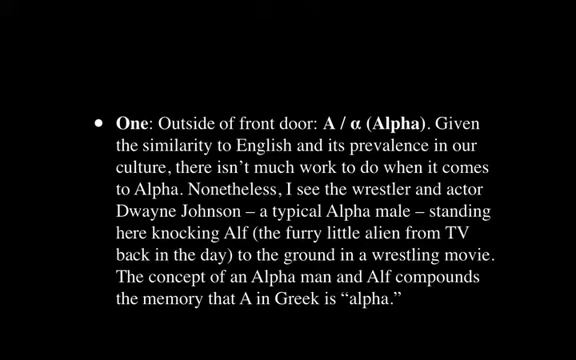 • One: Outside of front door: A / α (Alpha). Given
the similarity to English and its prevalence in our
culture, there isn’t much work to do when it comes
to Alpha. Nonetheless, I see the wrestler and actor
Dwayne Johnson – a typical Alpha male – standing
here knocking Alf (the furry little alien from TV
back in the day) to the ground in a wrestling movie.
The concept of an Alpha man and Alf compounds
the memory that A in Greek is “alpha.”